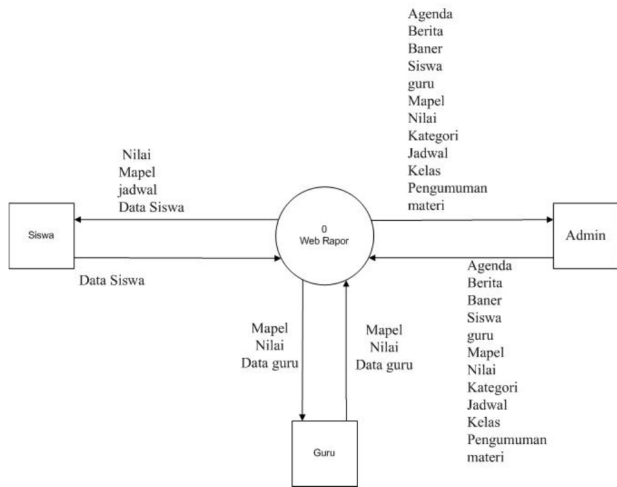 Agenda
Berita
Baner
Siswa
guru
Mapel
Nilai
Kategori
Jadwal
Kelas
Pengumuman
materi
Nilai
Mapel
jadwal
Data Siswa
Siswa
0
Web Rapor
Admin
Data Siswa
Agenda
Berita
Baner
Siswa
guru
Mapel
Nilai
Kategori
Jadwal
Kelas
Pengumuman
materi
Mapel
Nilai
Data guru
Mapel
Nilai
Data guru
Guru